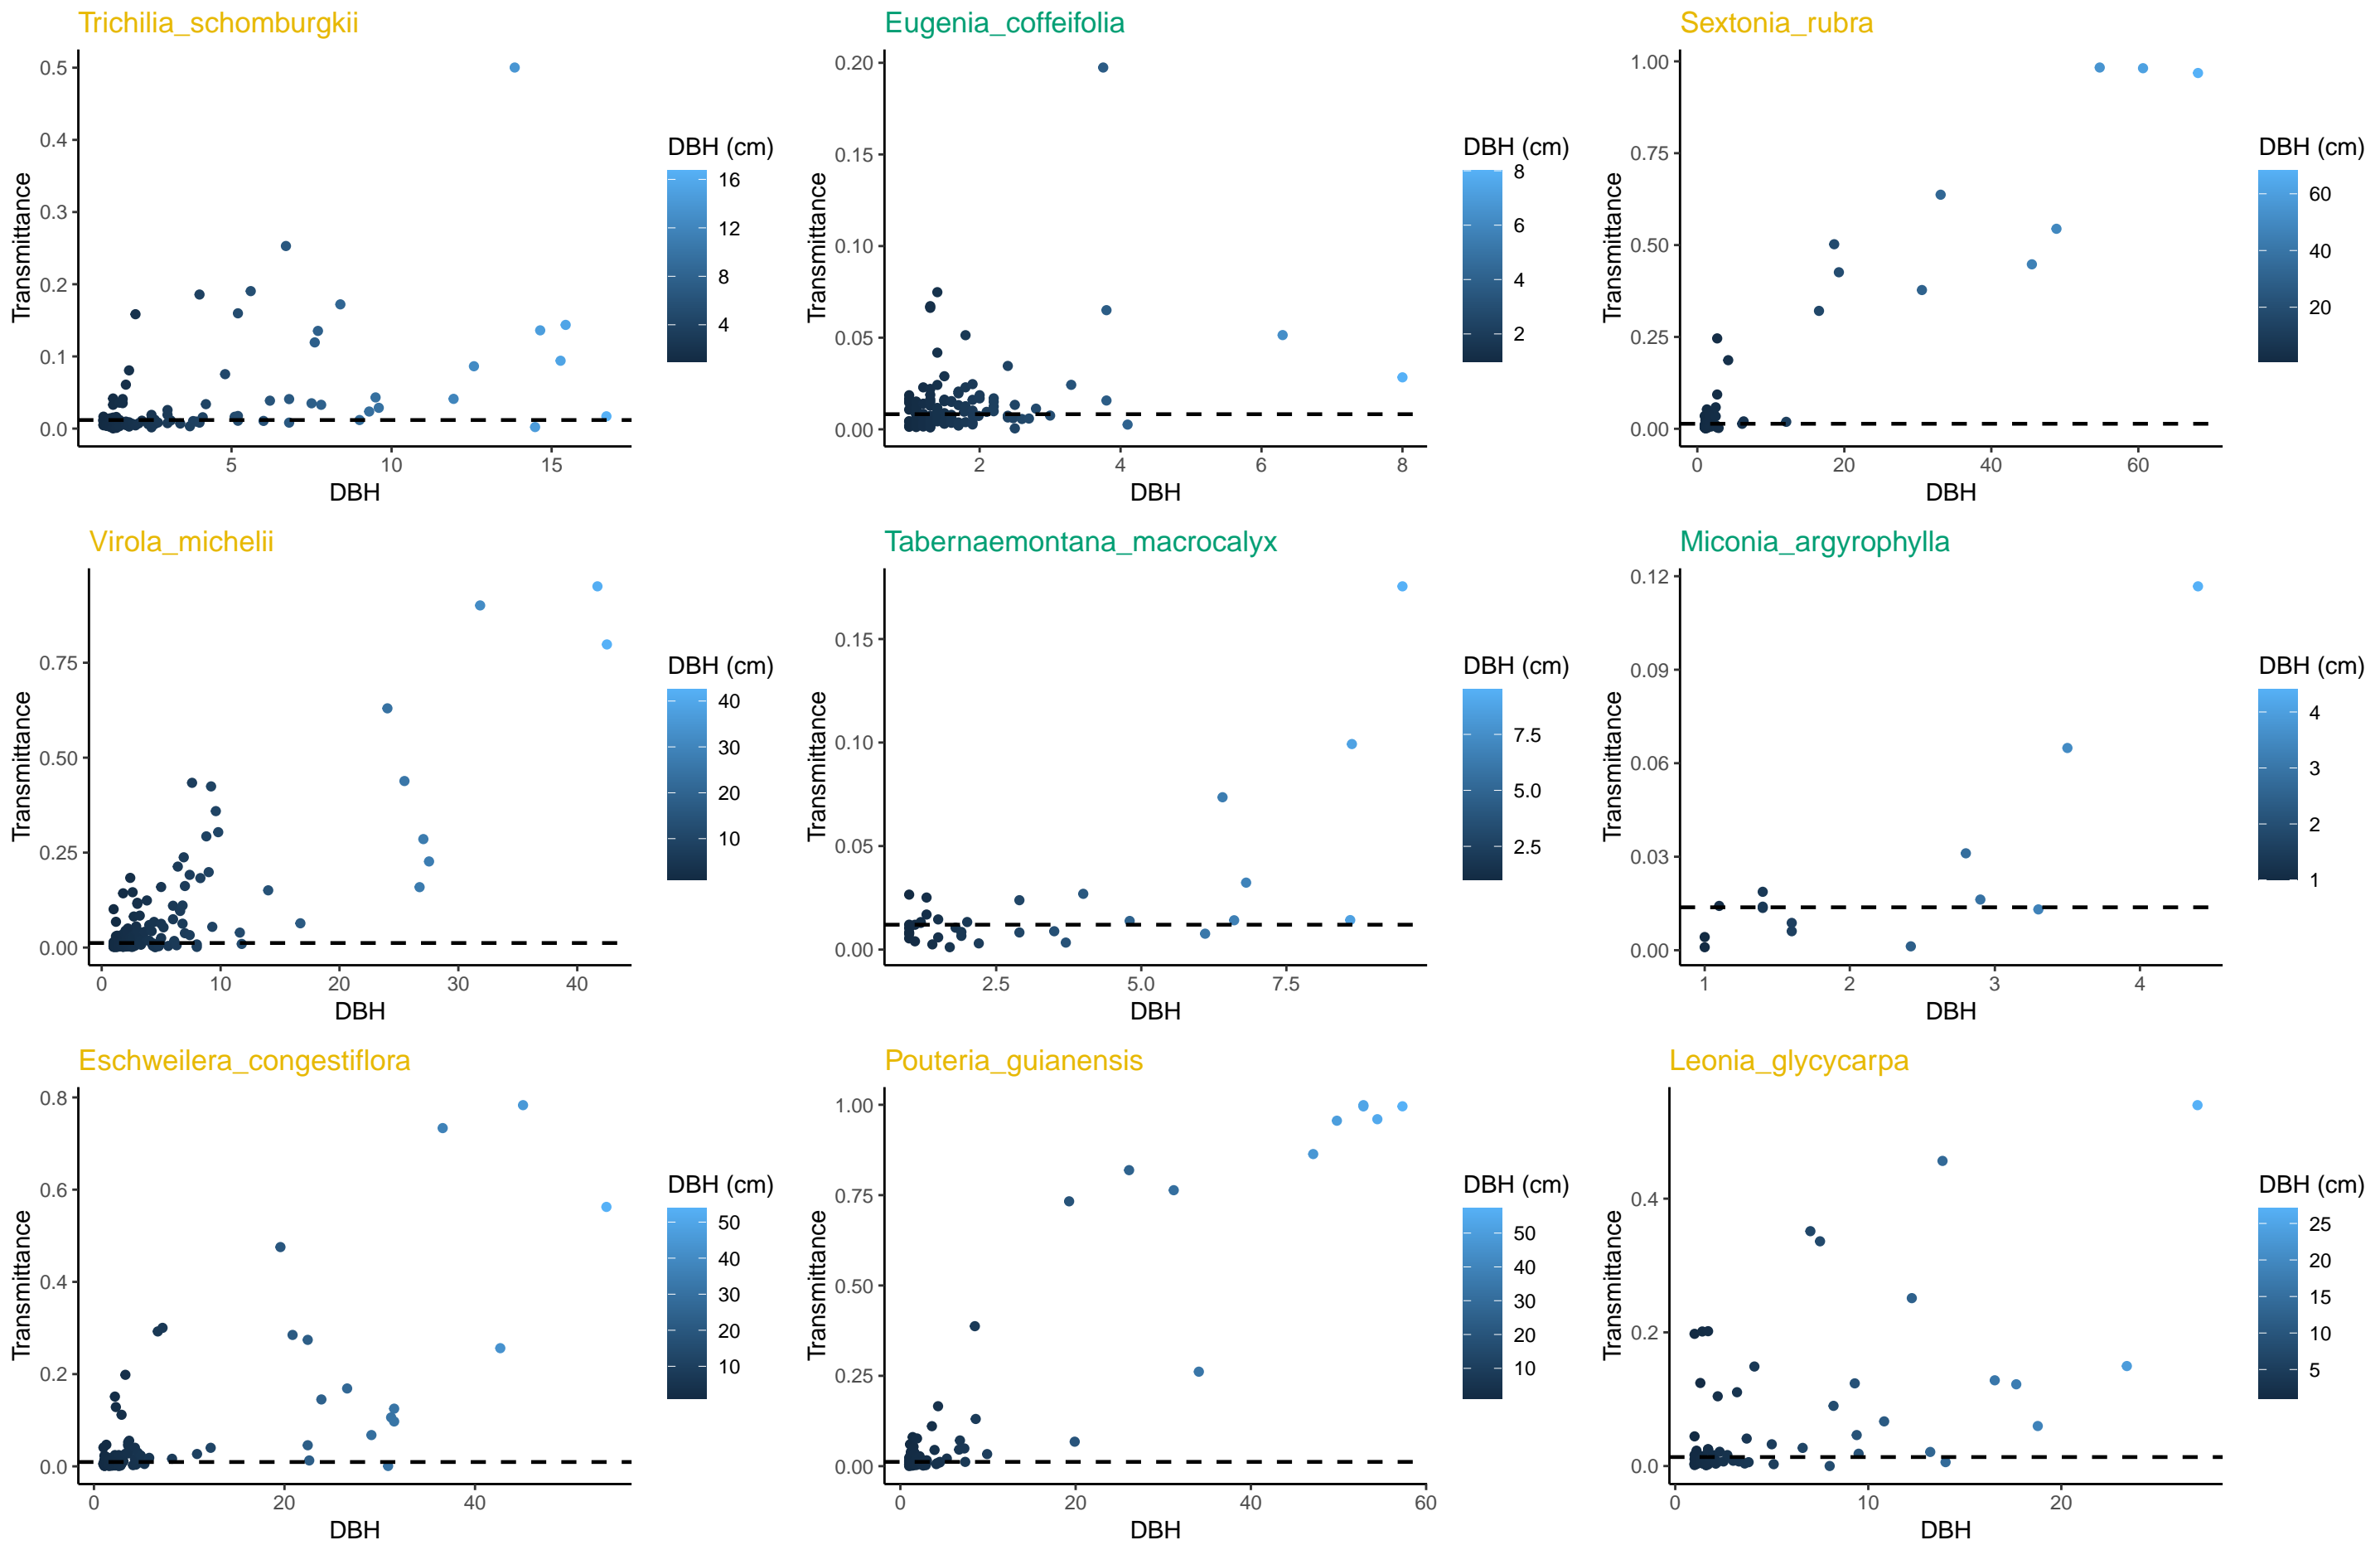 Trichilia_schomburgkii
Transmittance
0.5
0.4
0.3
0.2
0.1
0.0
5 10 15
DBH
DBH (cm)
16
12
8
4
Eugenia_coffeifolia
Transmittance
0.20
0.15
0.10
0.05
0.00
2 4 6 8
DBH
DBH (cm)
8
6
4
2
Sextonia_rubra
Transmittance
1.00
0.75
0.50
0.25
0.00
0 20 40 60
DBH
DBH (cm)
60
40
20
Virola_michelii
Transmittance
0.75
0.50
0.25
0.00
0 10 20 30 40
DBH
DBH (cm)
40
30
20
10
Tabernaemontana_macrocalyx
Transmittance
0.15
0.10
0.05
0.00
2.5 5.0 7.5
DBH
DBH (cm)
7.5
5.0
2.5
Miconia_argyrophylla
Transmittance
0.12
0.09
0.06
0.03
0.00
1 2 3 4
DBH
DBH (cm)
4
3
2
1
Eschweilera_congestiflora
Transmittance
0.8
0.6
0.4
0.2
0.0
0 20 40
DBH
DBH (cm)
50
40
30
20
10
Pouteria_guianensis
Transmittance
1.00
0.75
0.50
0.25
0.00
0 20 40 60
DBH
DBH (cm)
50
40
30
20
10
Leonia_glycycarpa
Transmittance
0.4
0.2
0.0
0 10 20
DBH
DBH (cm)
25
20
15
10
5